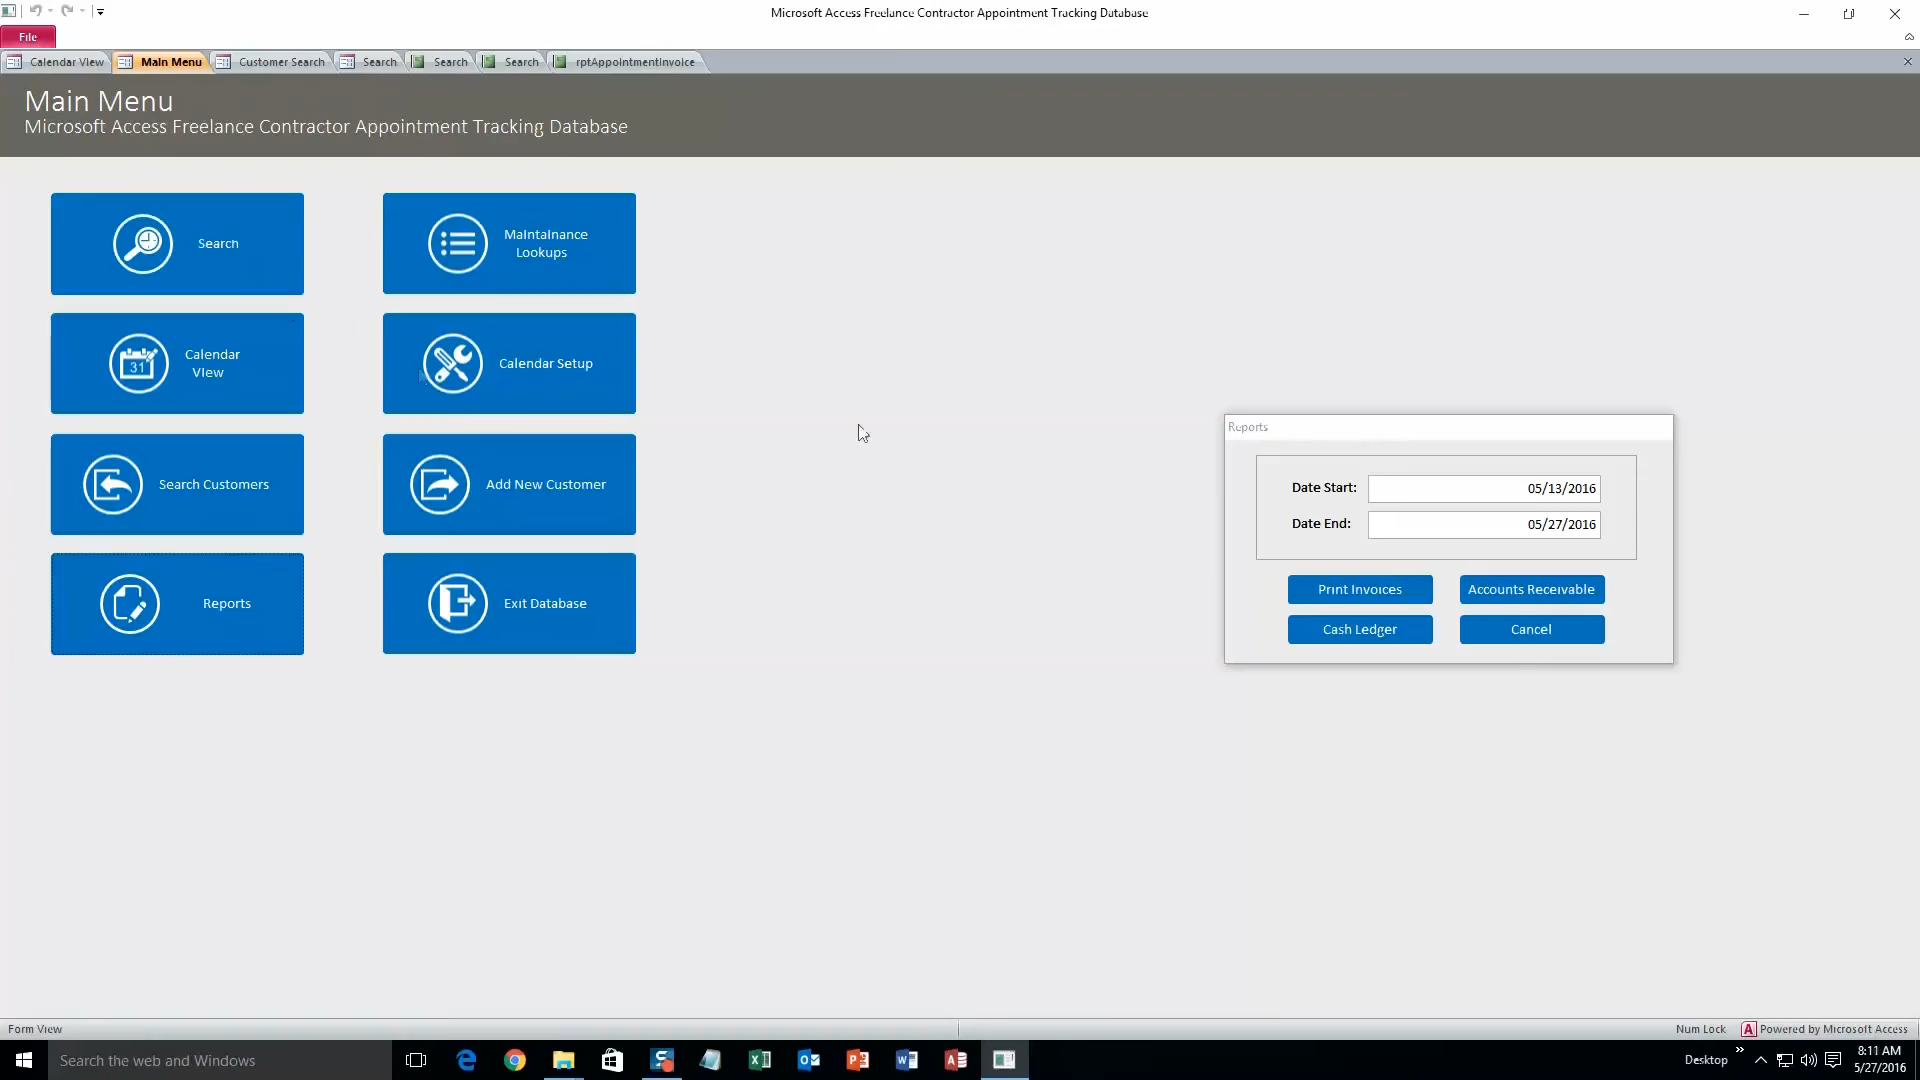 Microsoft Access Freelance Contractor Appointment Tracking Database
File
Calendar View
Main Menu
Customer Search
Search
Search
Search
rptAppointmentInvoice
Main Menu
Microsoft Access Freelance Contractor Appointment Tracking Database
Search
Maintainance
Lookups
Calendar
View
31
Calendar Setup
Search Customers
Add New Customer
Reports
Exit Database
Reports
Date Start:
05/13/2016
Date End:
05/27/2016
Print Invoices
Accounts Receivable
Cash Ledger
Cancel
Form View
Num Lock
Powered by Microsoft Access
Search the web and Windows
Desktop
8:11 AM
5/27/2016